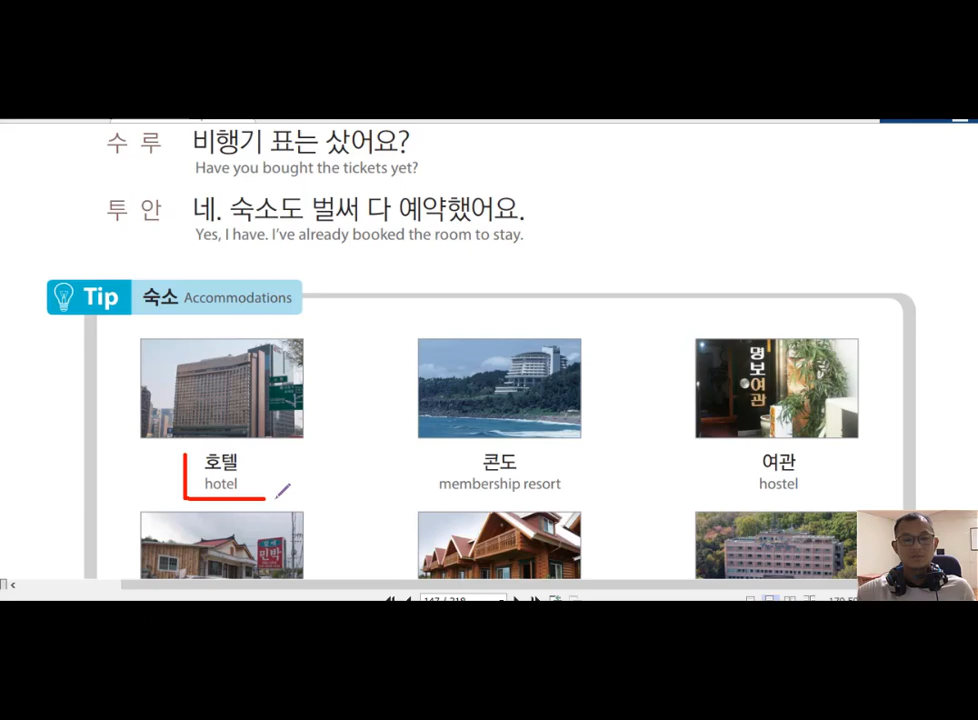 수루 비행기 표는 샀어요?
Have you bought the tickets yet?
투안 네. 숙소도 벌써 다 예약했어요.
Yes, I have. I've already booked the room to stay.
Tip 숙소 Accommodations
명보여관
호텔 콘도 여관
hotel membership resort hostel
민박